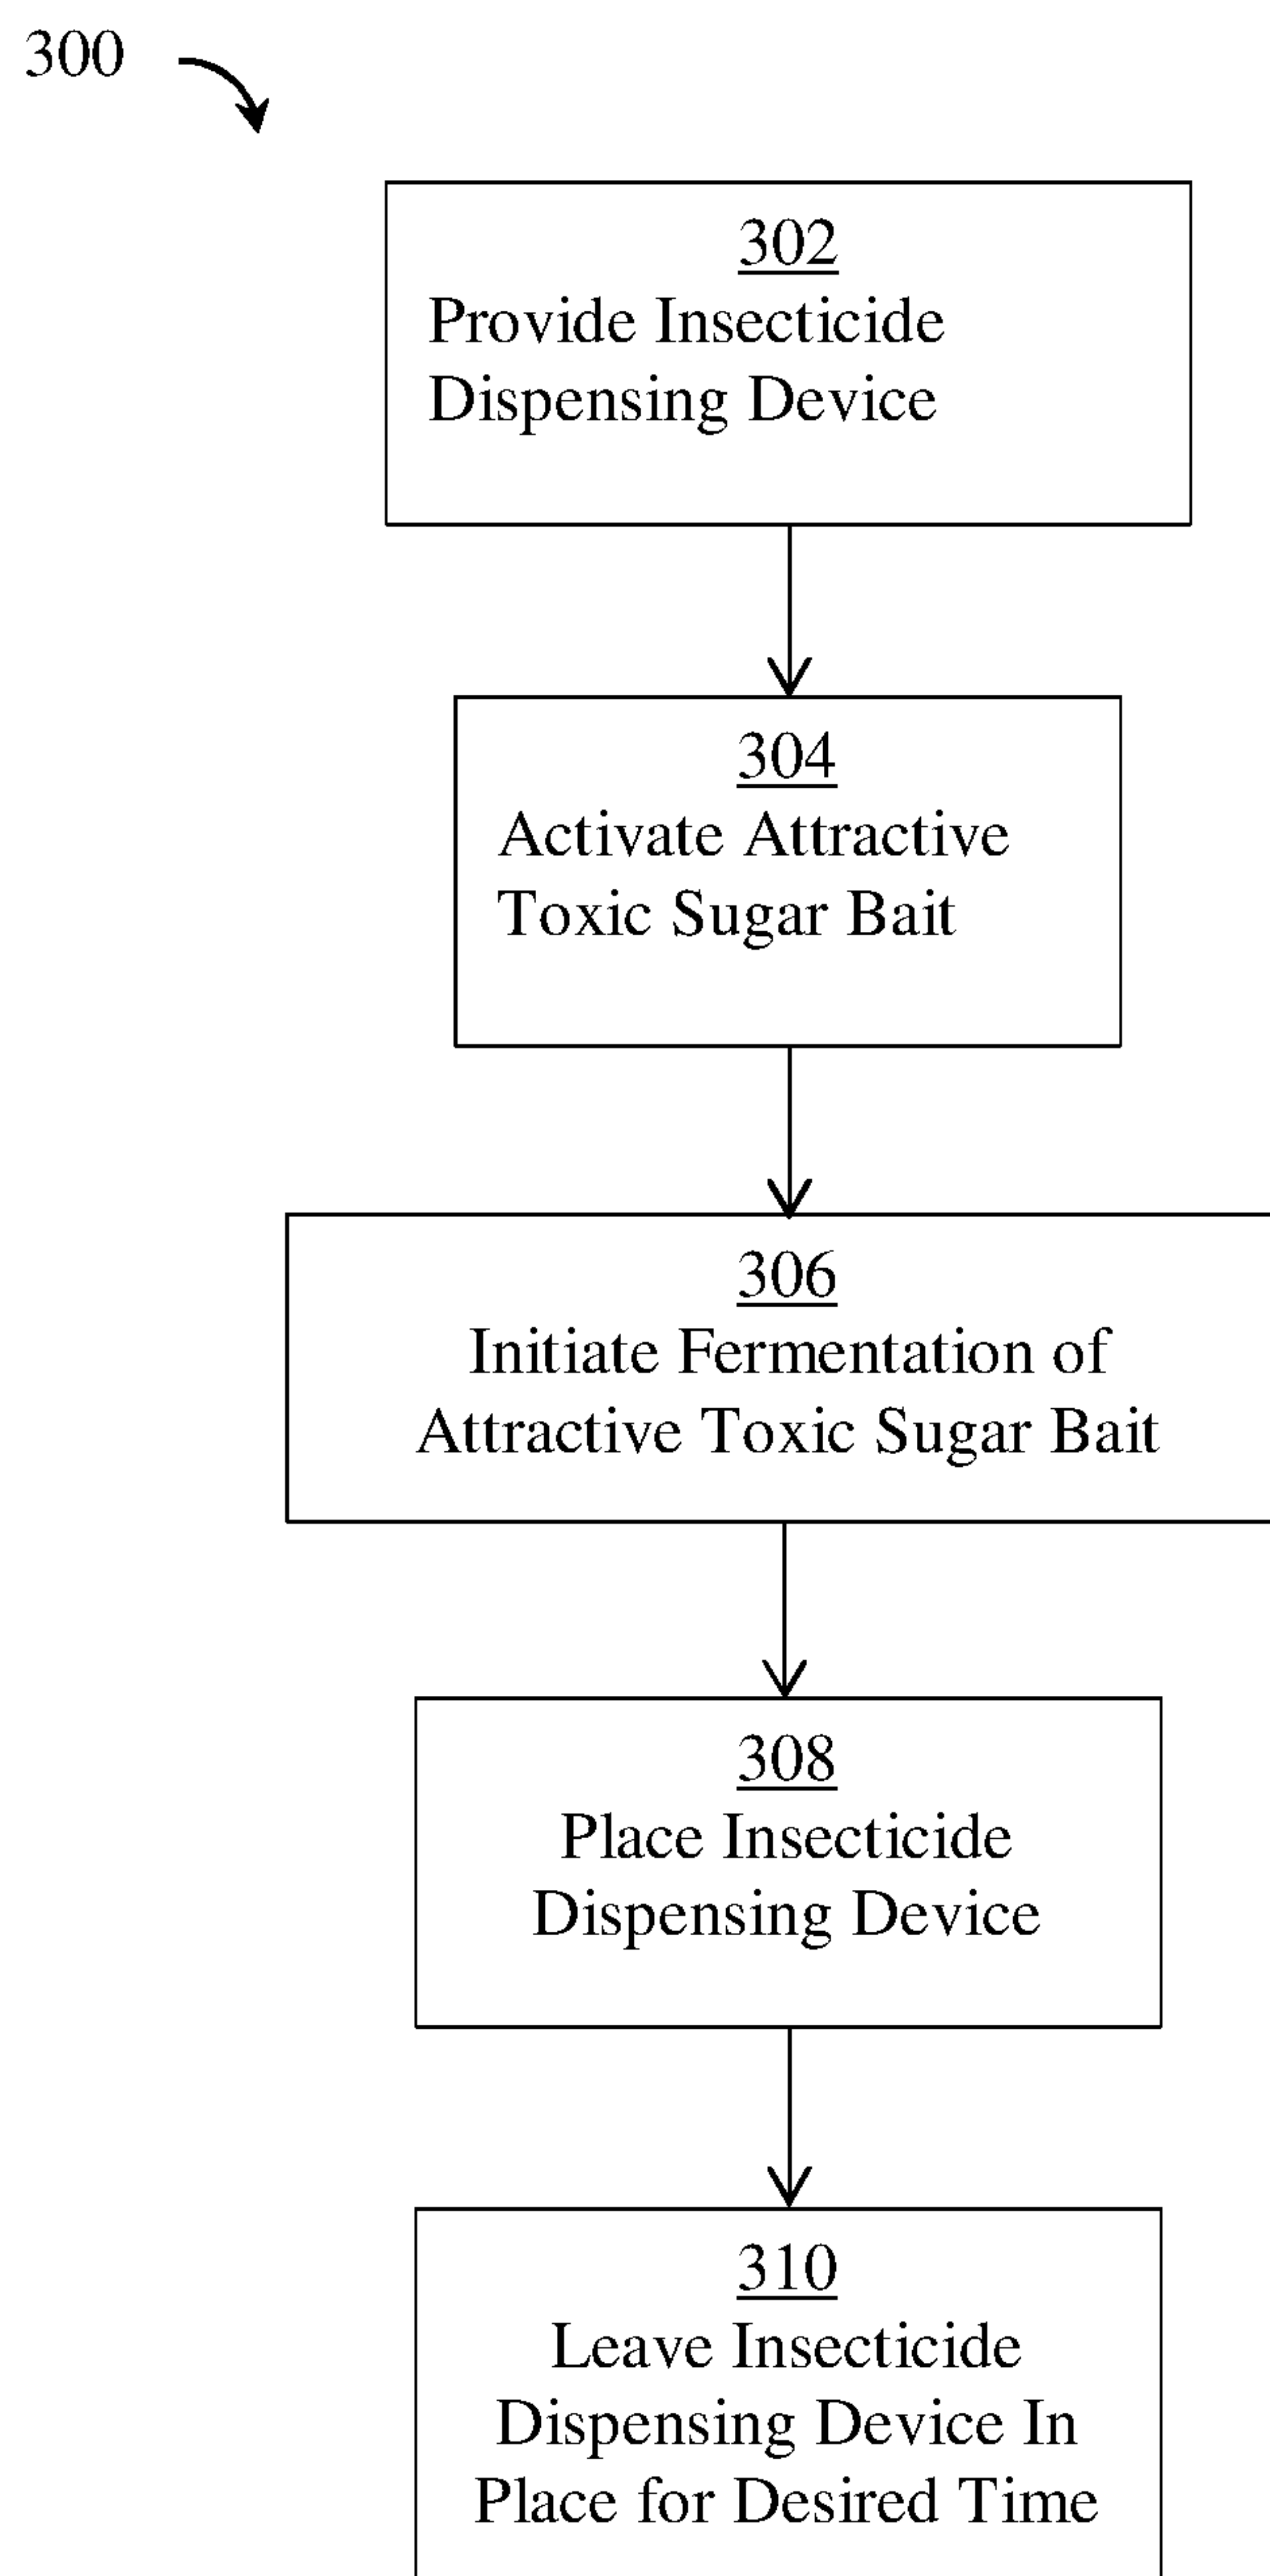 300
302
Provide Insecticide
Dispensing Device
304
Activate Attractive
Toxic Sugar Bait
306
Initiate Fermentation of
Attractive Toxic Sugar Bait
308
Place Insecticide
Dispensing Device
310
Leave Insecticide
Dispensing Device In
Place for Desired Time